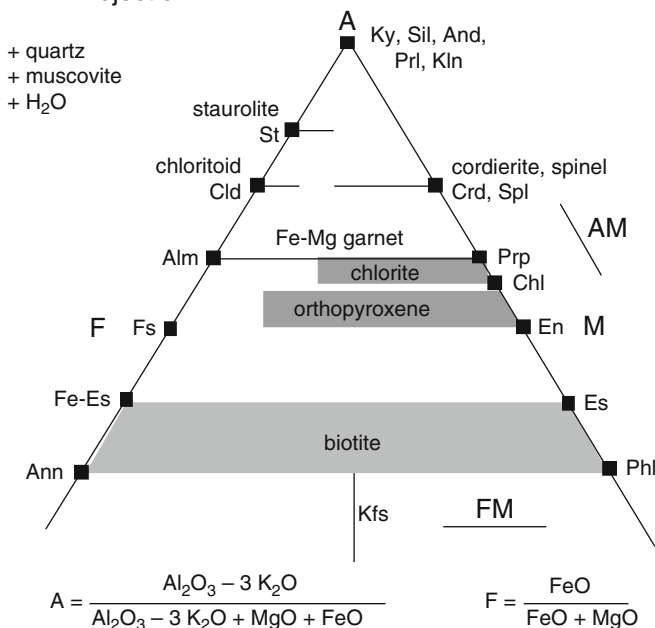 + quartz
+ muscovite
+ H₂O
A
Ky, Sil, And,
Prl, Kln
staurolite
St
chloritoid
Cld
cordierite, spinel
Crd, Spl
AM
Fe-Mg garnet
Alm
Prp
chlorite
Chl
orthopyroxene
F
Fs
En
M
Fe-Es
Es
biotite
Ann
Phl
Kfs
FM
A = Al₂O₃ – 3 K₂O / Al₂O₃ – 3 K₂O + MgO + FeO
F = FeO / FeO + MgO